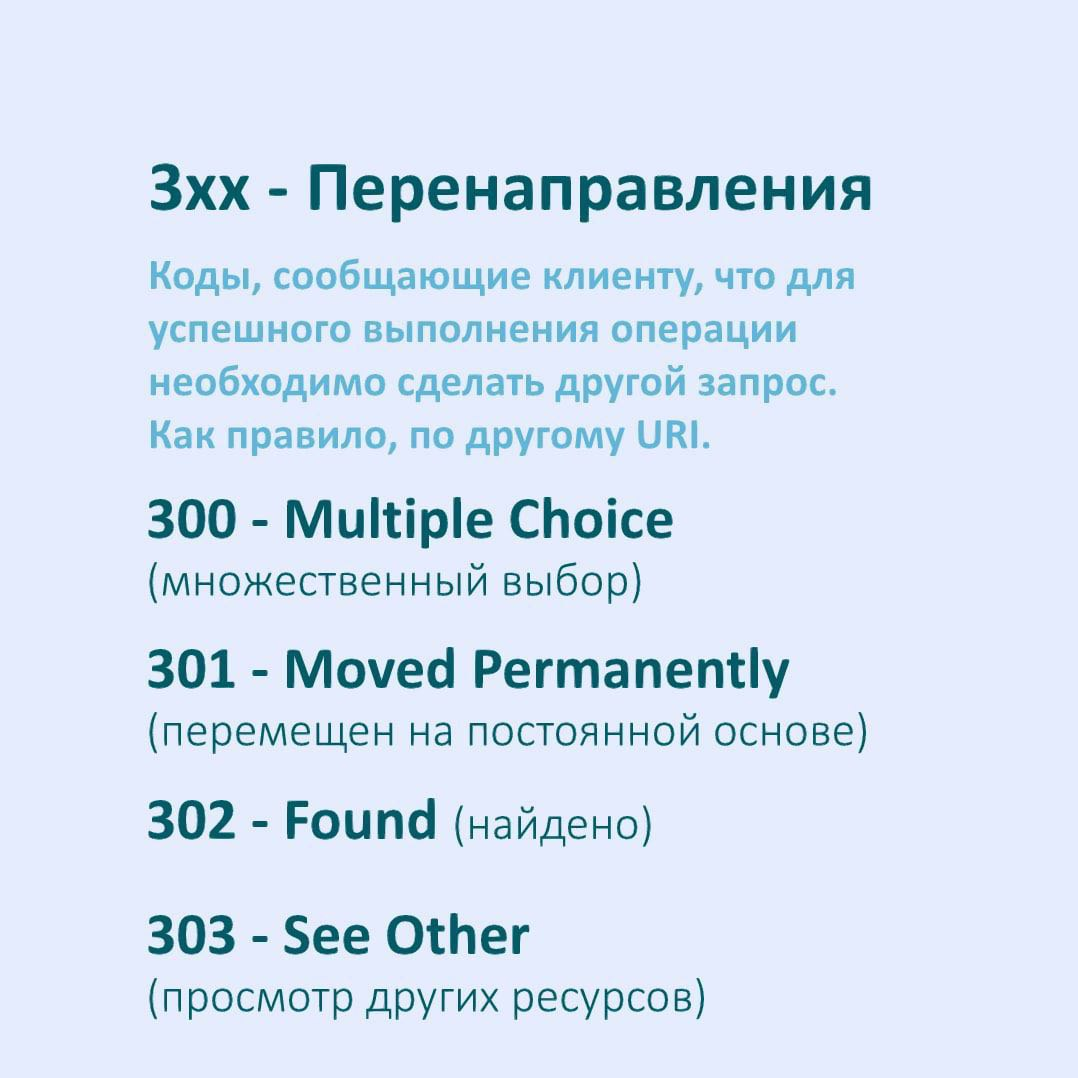 3xx - Перенаправления
Коды, сообщающие клиенту, что для
успешного выполнения операции
необходимо сделать другой запрос.
Как правило, по другому URI.
300 - Multiple Choice
(множественный выбор)
301 - Moved Permanently
(перемещен на постоянной основе)
302 - Found (найдено)
303 - See Other
(просмотр других ресурсов)